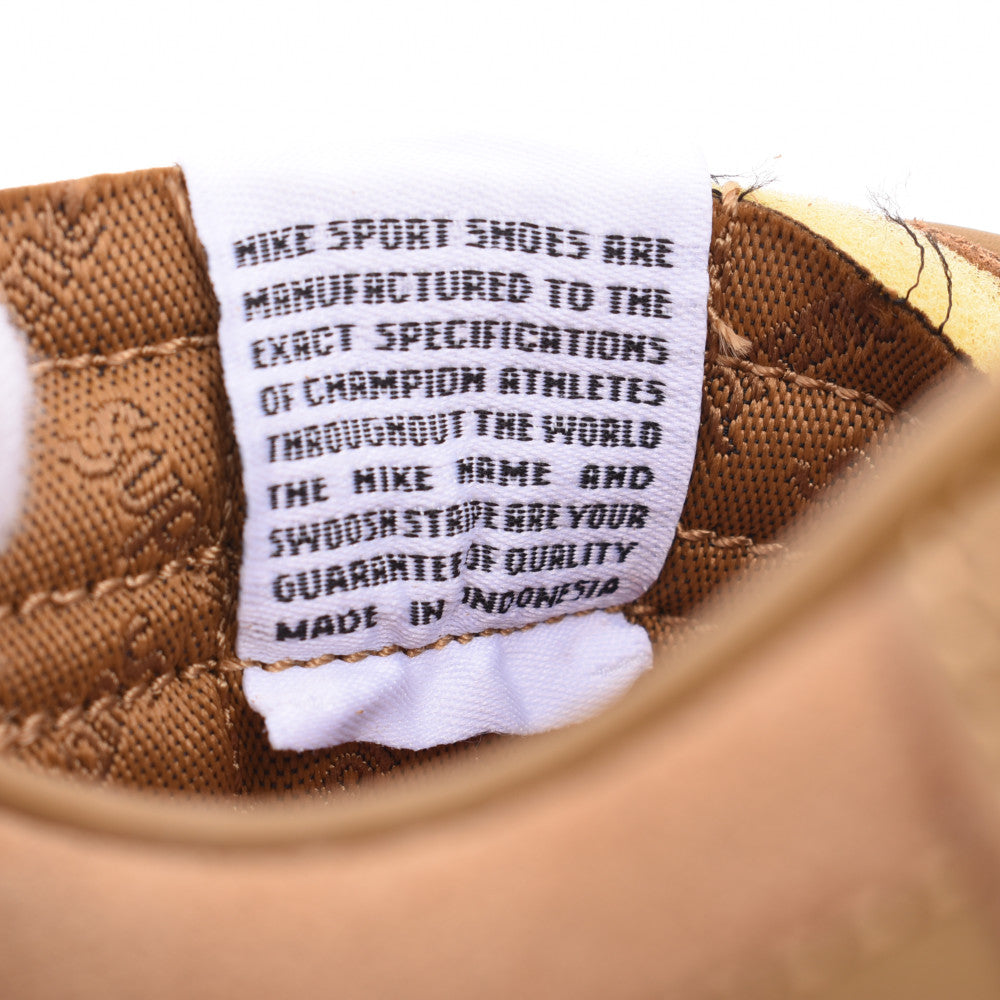 NIKE SPORT SHOES ARE
MANUFACTURED TO THE
EXACT SPECIFICATIONS
OF CHAMPION ATHLETES
THROUGHOUT THE WORLD
THE NIKE NAME AND
SWOOSH STRIPE ARE YOUR
GUARANTEE OF QUALITY
MADE IN INDONESIA